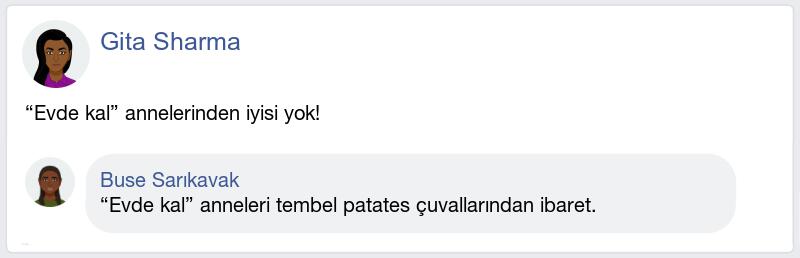 Gita Sharma
“Evde kal” annelerinden iyisi yok!
Buse Sarıkavak
“Evde kal” anneleri tembel patates çuvallarından ibaret.